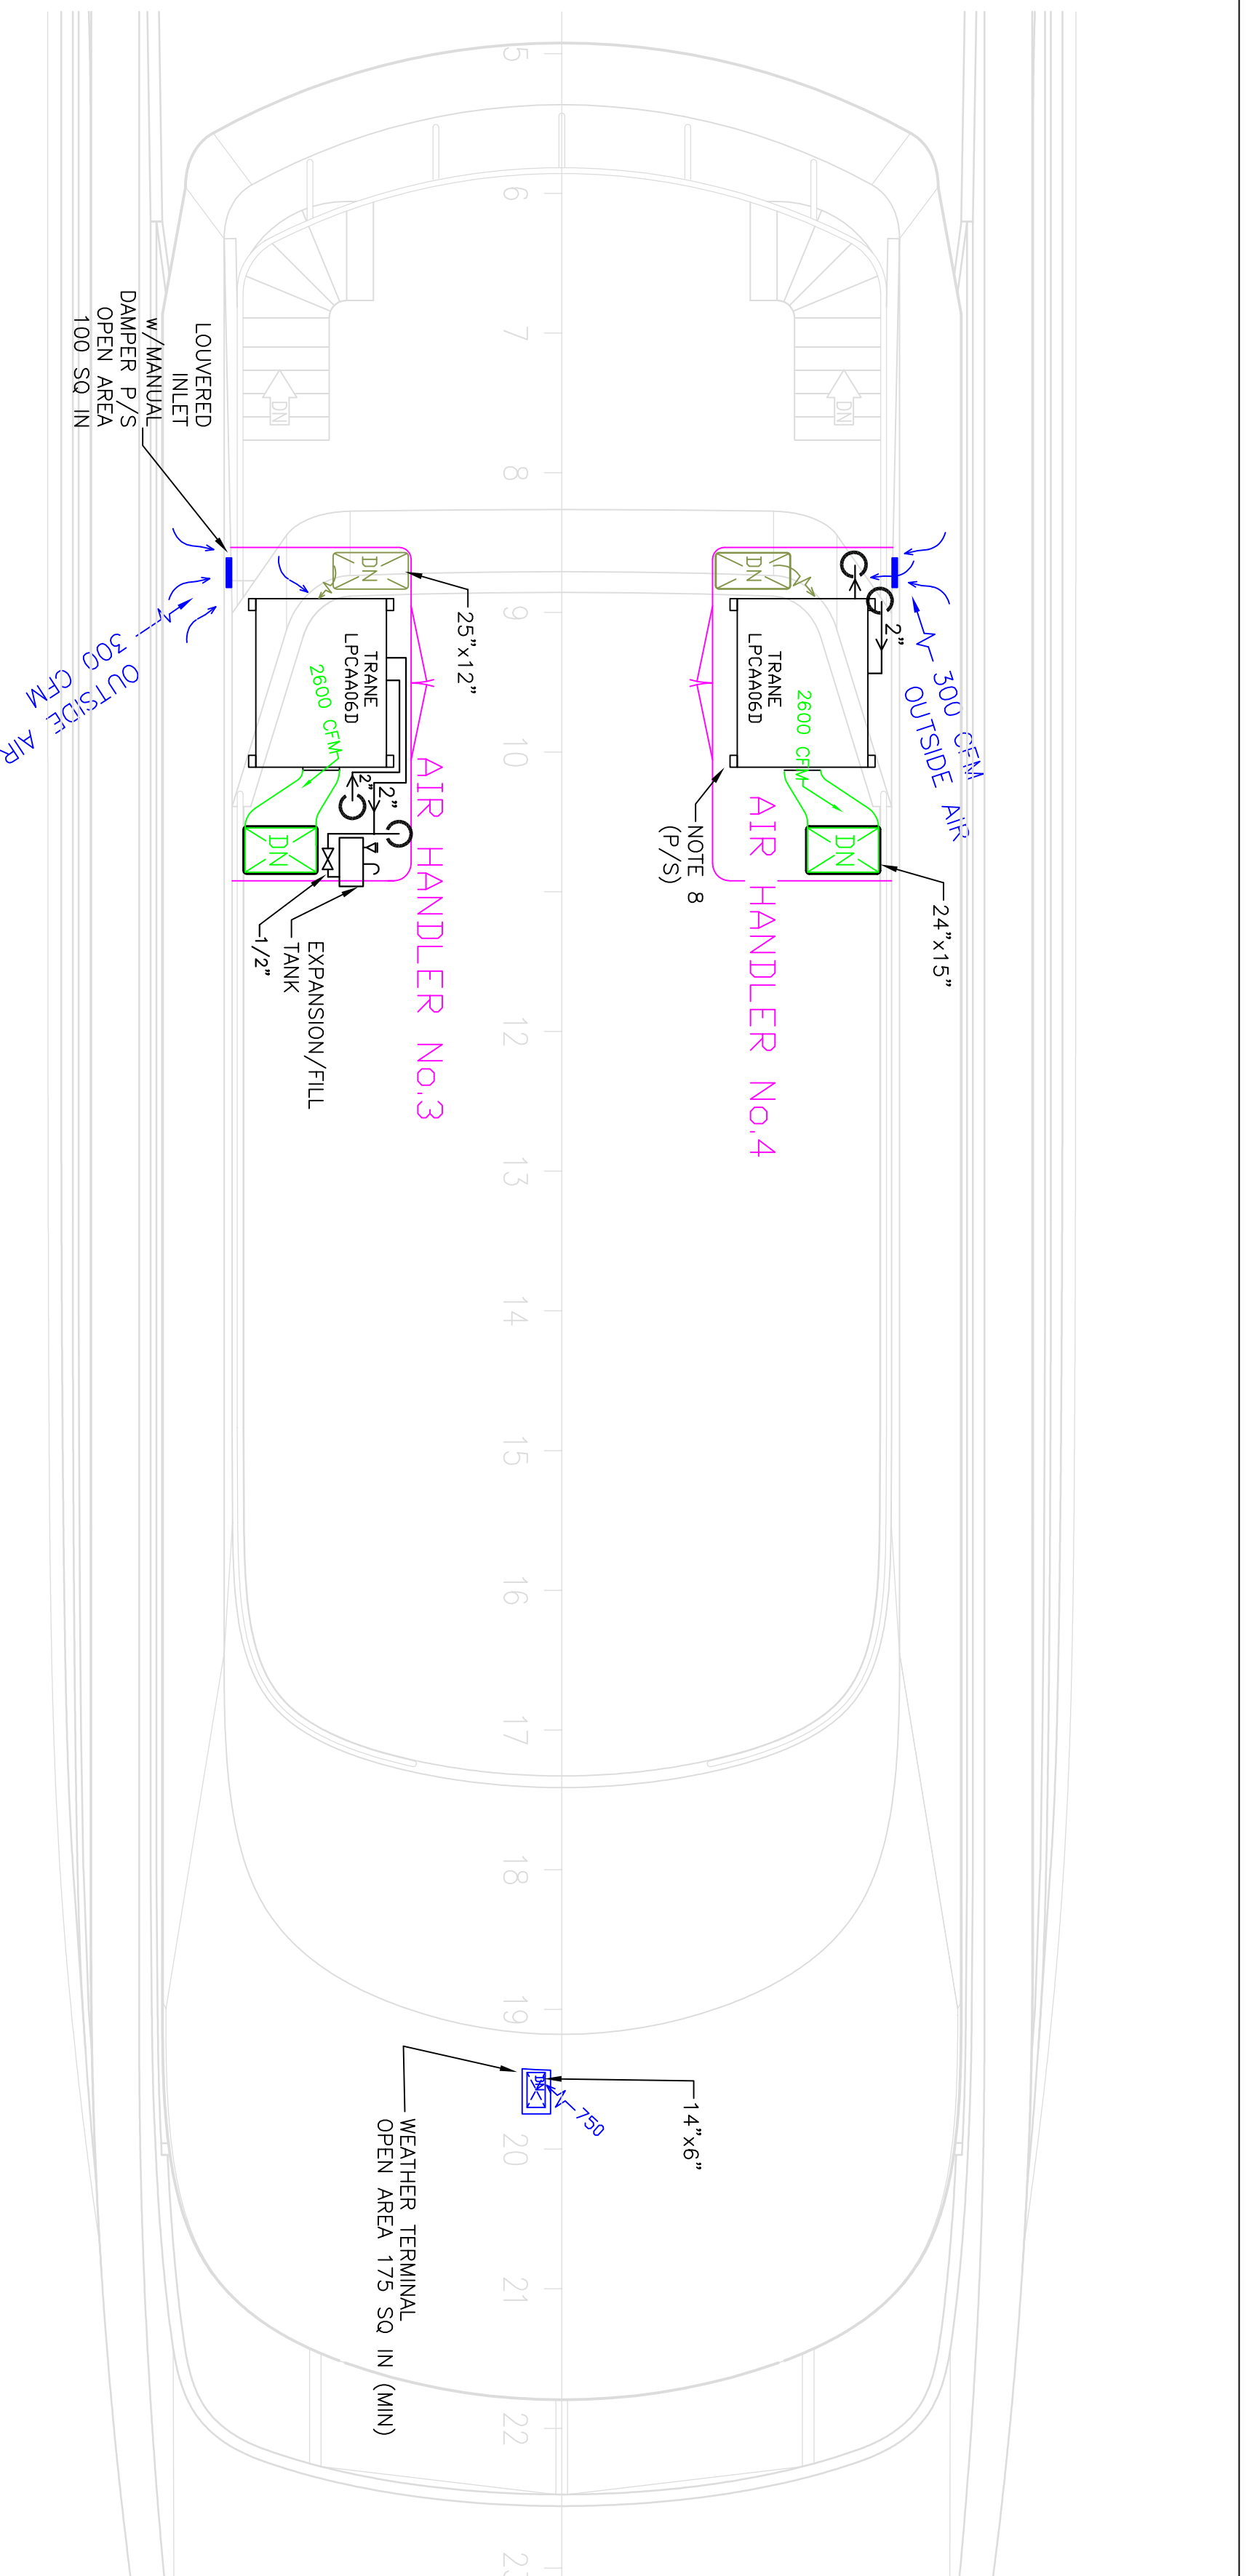 5
6
7
8
9
10
12
13
14
15
16
17
18
19
20
21
22
23
DN
DN
LOUVERED
INLET
w/MANUAL
DAMPER P/S
OPEN AREA
100 SQ IN
300 CFM
OUTSIDE AIR
DN
25"x12"
TRANE
LPCAA06D
2600 CFM
2"
2"
DN
AIR HANDLER No.3
EXPANSION/FILL
TANK
1/2"
DN
2"
300 CFM
OUTSIDE AIR
TRANE
LPCAA06D
2600 CFM
DN
24"x15"
NOTE 8
(P/S)
AIR HANDLER No.4
DN
750
14"x6"
WEATHER TERMINAL
OPEN AREA 175 SQ IN (MIN)